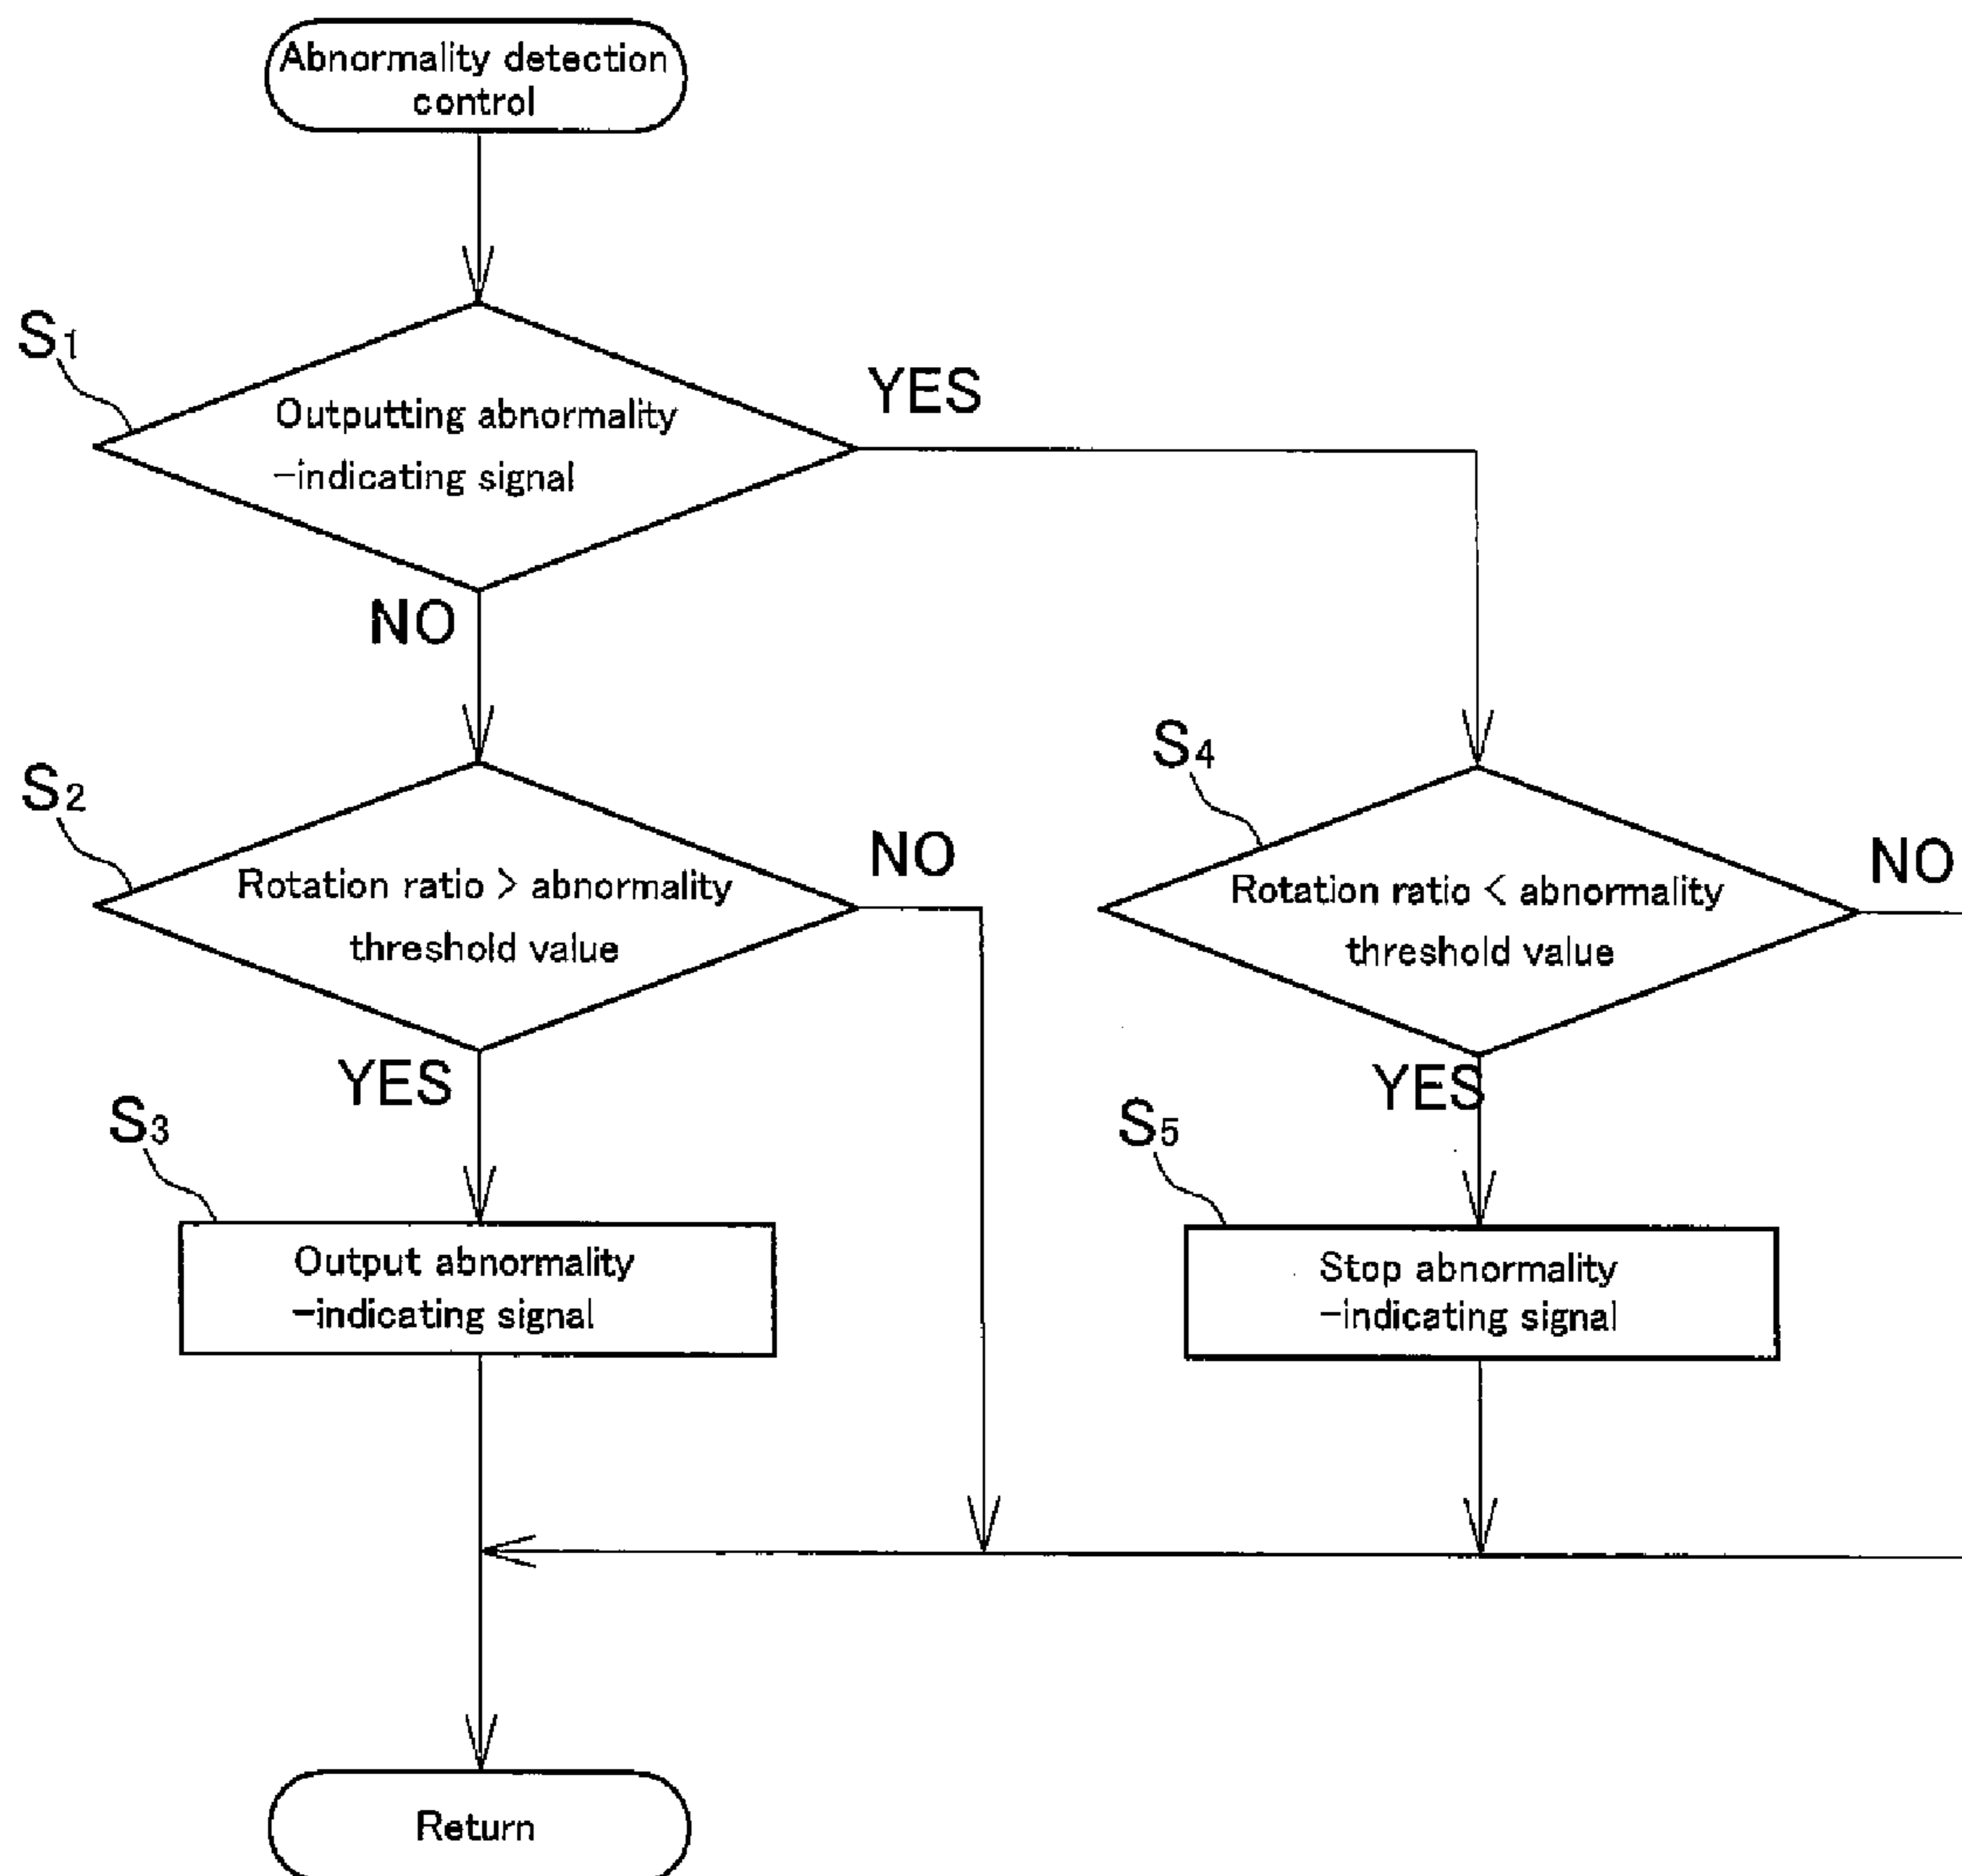 Abnormality detection
control
S1
Outputting abnormality
-indicating signal
YES
NO
S2
Rotation ratio > abnormality
threshold value
NO
S4
Rotation ratio < abnormality
threshold value
NO
YES
S3
Output abnormality
-indicating signal
YES
S5
Stop abnormality
-indicating signal
Return